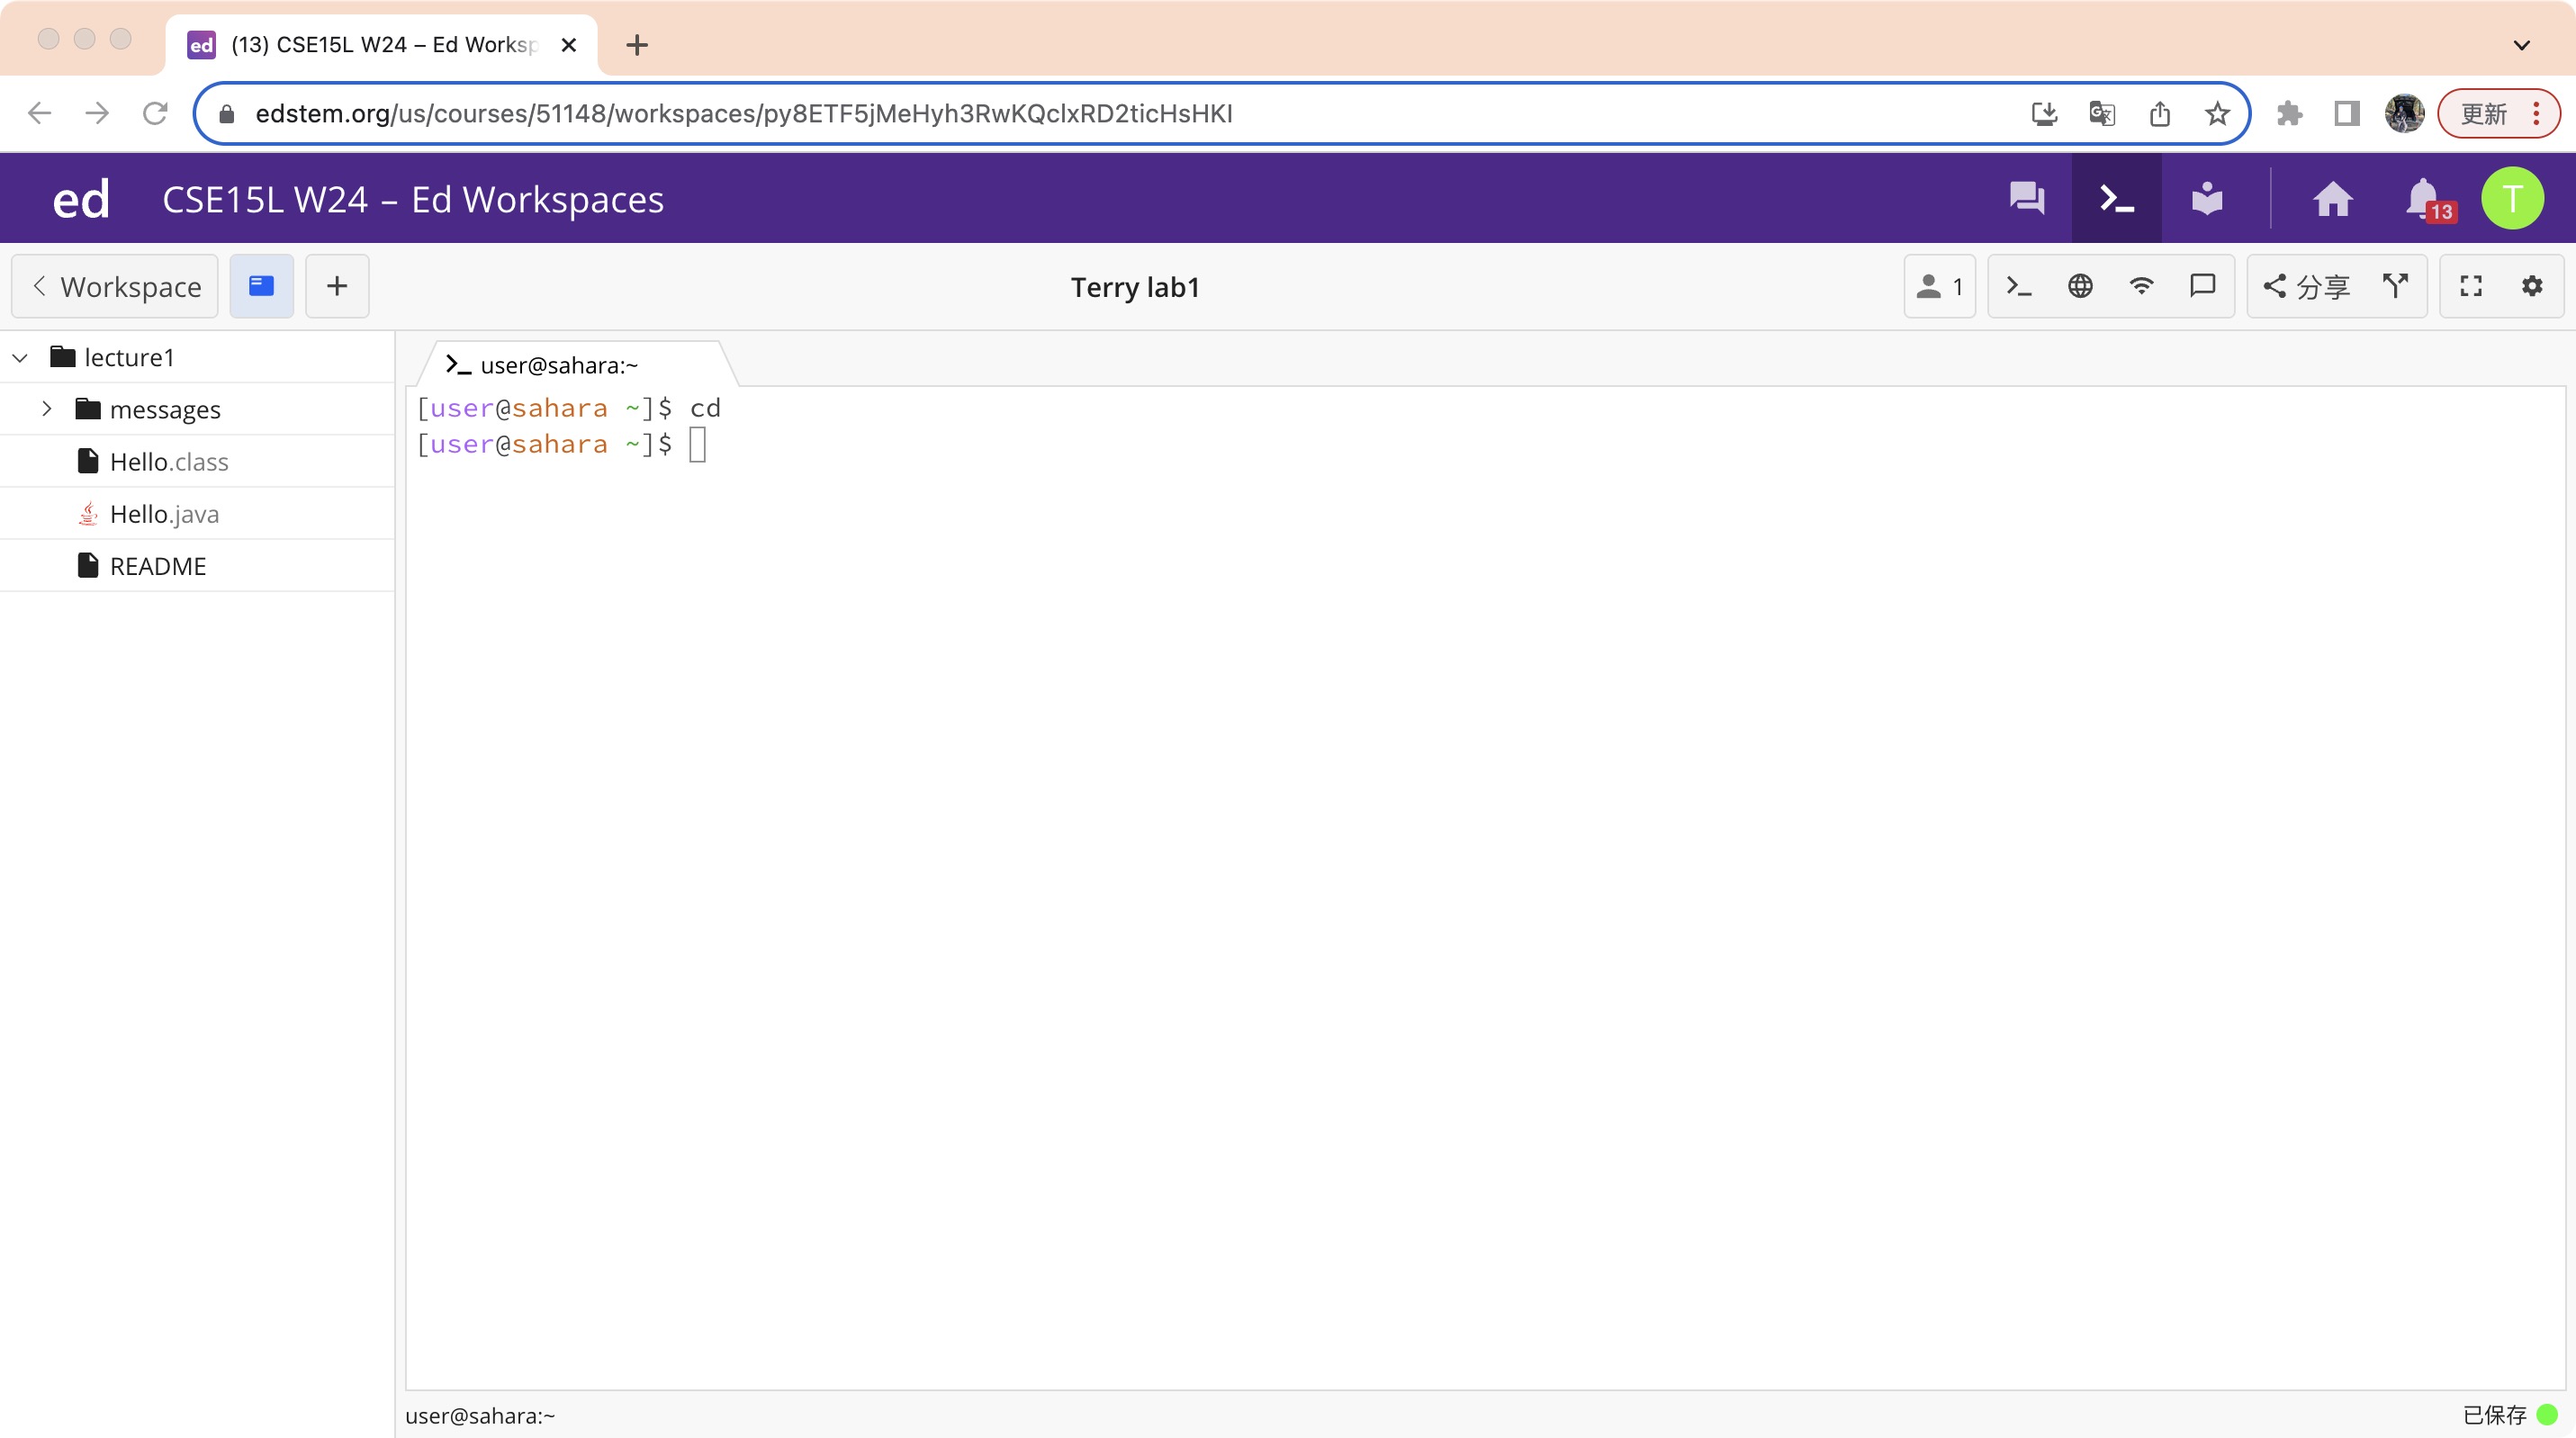 ed (13) CSE15L W24 – Ed Worksp
edstem.org/us/courses/51148/workspaces/py8ETF5jMeHyh3RwKQclxRD2ticHsHKI
更新
ed CSE15L W24 – Ed Workspaces
13
T
Workspace
Terry lab1
1
分享
lecture1
messages
Hello.class
Hello.java
README
user@sahara:~
[user@sahara ~]$ cd
[user@sahara ~]$
user@sahara:~
已保存